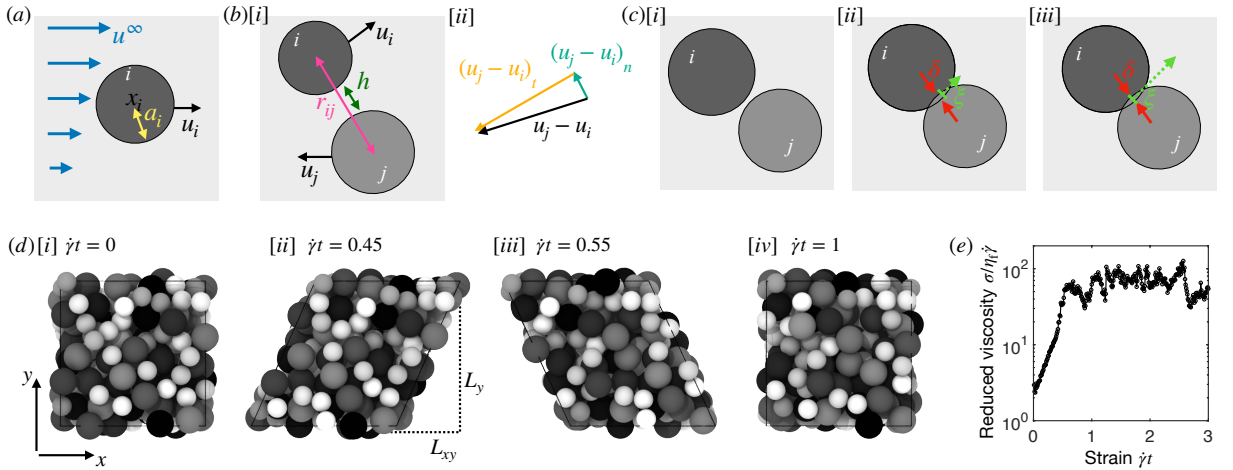 (a)
u^∞
i
x_i
a_i
u_i
(b)[i]
i
u_i
h
r_ij
u_j
j
[ii]
(u_j − u_i)_t
(u_j − u_i)_n
u_j − u_i
(c)[i]
i
j
[ii]
i
δ
ξ
j
[iii]
i
δ
ξ
j
(d)[i] γ̇t = 0
[ii] γ̇t = 0.45
[iii] γ̇t = 0.55
[iv] γ̇t = 1
y
x
L_y
L_xy
(e)
Reduced viscosity σ/η_f γ̇
10^2
10^1
10^0
0 1 2 3
Strain γ̇t